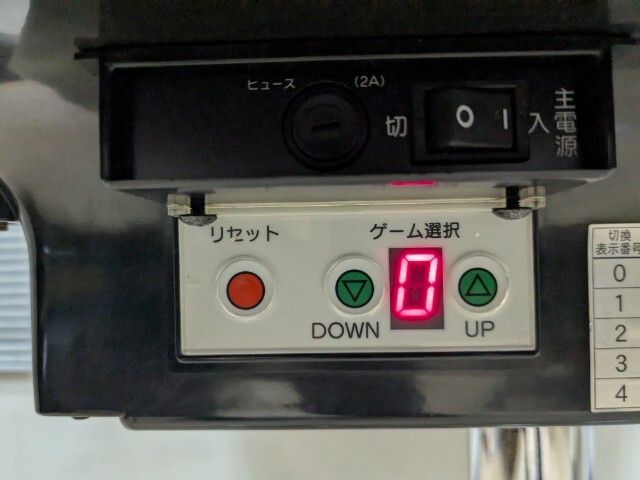 ヒューズ (2A)
切 0 I 入
主電源
リセット
ゲーム選択
0
DOWN
UP
切換
表示番号
0
1
2
3
4